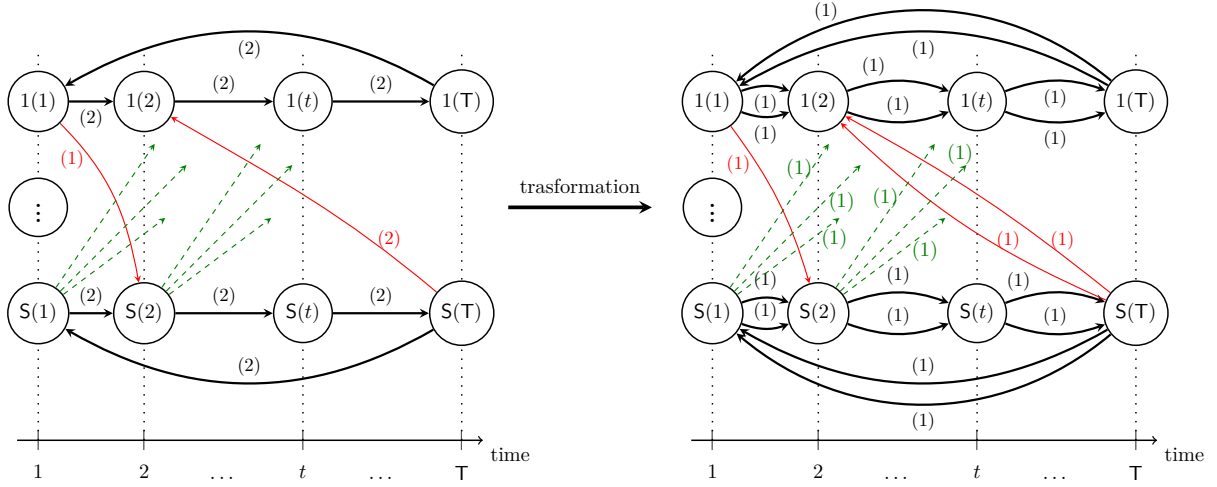 (2)
1(1) 1(2) 1(t) 1(T)
(2) (2) (2)
(1)
⋮
(2)
S(1) S(2) S(t) S(T)
(2) (2) (2)
(2)
1 2 … t … T
time
trasformation
(1)
(1)
1(1) 1(2) 1(t) 1(T)
(1) (1) (1)
(1) (1) (1)
(1) (1) (1)
(1) (1) (1)
⋮
(1) (1) (1)
(1) (1)
S(1) S(2) S(t) S(T)
(1) (1) (1)
(1) (1) (1)
(1)
(1)
1 2 … t … T
time